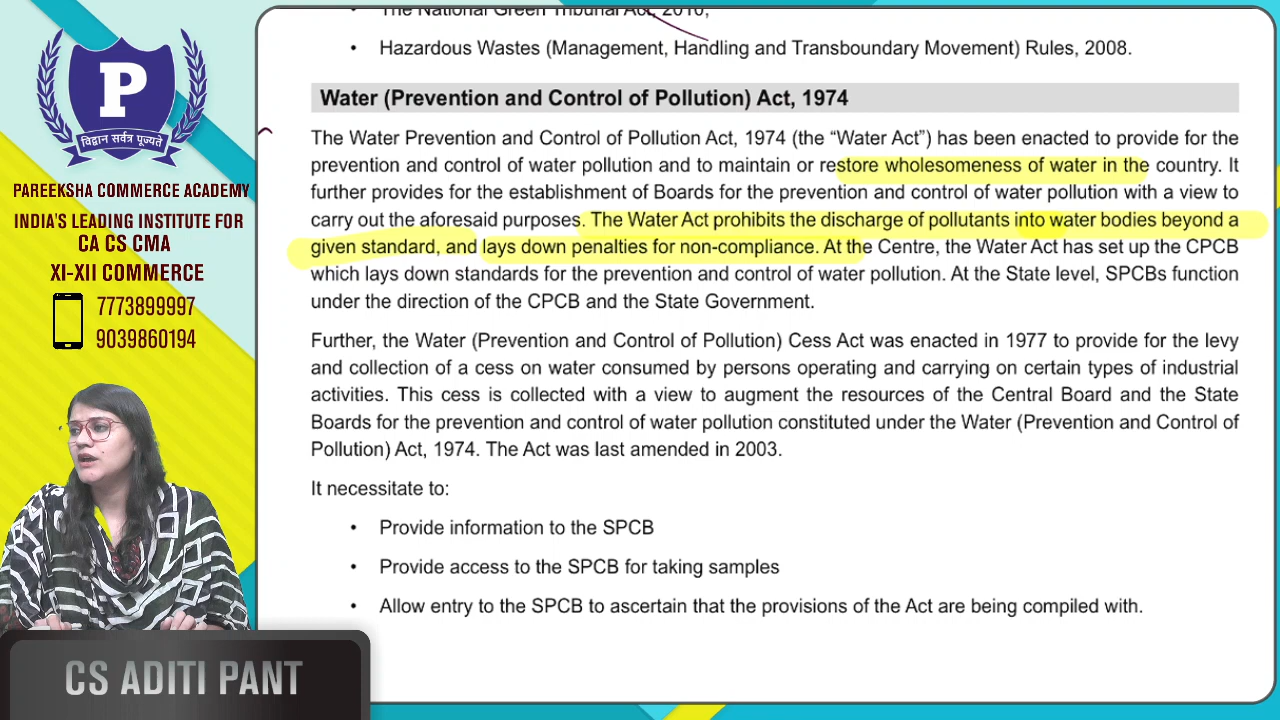 The National Green Tribunal Act, 2010;
• Hazardous Wastes (Management, Handling and Transboundary Movement) Rules, 2008.
Water (Prevention and Control of Pollution) Act, 1974
The Water Prevention and Control of Pollution Act, 1974 (the “Water Act”) has been enacted to provide for the
prevention and control of water pollution and to maintain or restore wholesomeness of water in the country. It
further provides for the establishment of Boards for the prevention and control of water pollution with a view to
carry out the aforesaid purposes. The Water Act prohibits the discharge of pollutants into water bodies beyond a
given standard, and lays down penalties for non-compliance. At the Centre, the Water Act has set up the CPCB
which lays down standards for the prevention and control of water pollution. At the State level, SPCBs function
under the direction of the CPCB and the State Government.
Further, the Water (Prevention and Control of Pollution) Cess Act was enacted in 1977 to provide for the levy
and collection of a cess on water consumed by persons operating and carrying on certain types of industrial
activities. This cess is collected with a view to augment the resources of the Central Board and the State
Boards for the prevention and control of water pollution constituted under the Water (Prevention and Control of
Pollution) Act, 1974. The Act was last amended in 2003.
It necessitate to:
• Provide information to the SPCB
• Provide access to the SPCB for taking samples
• Allow entry to the SPCB to ascertain that the provisions of the Act are being compiled with.
P
विद्वान सर्वत्र पूज्यते
PAREEKSHA COMMERCE ACADEMY
INDIA'S LEADING INSTITUTE FOR
CA CS CMA
XI-XII COMMERCE
7773899997
9039860194
CS ADITI PANT